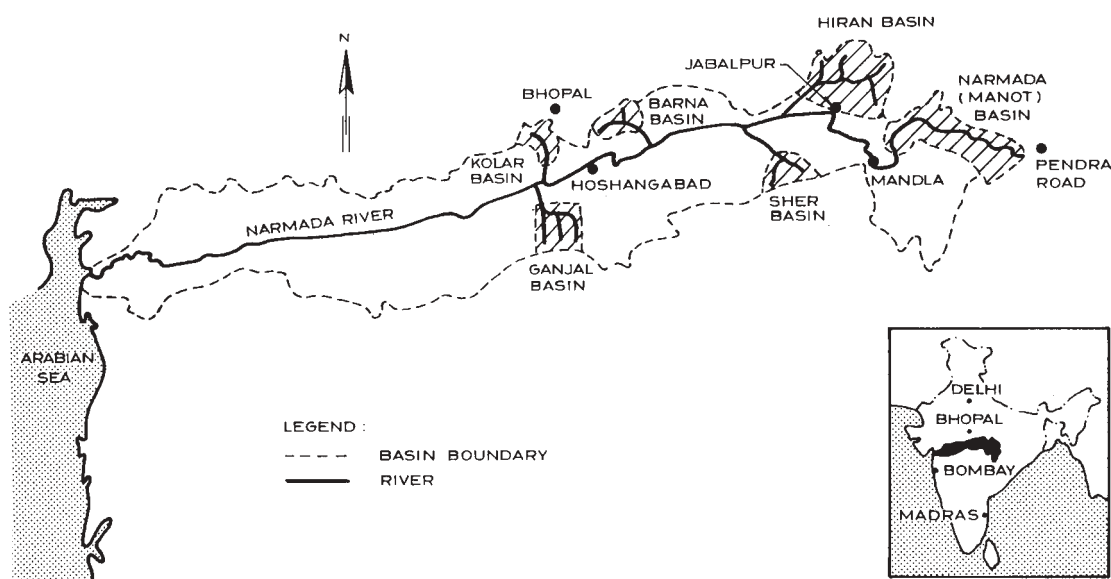 HIRAN BASIN
N
JABALPUR
NARMADA
(MANOT)
BASIN
BHOPAL
BARNA
BASIN
KOLAR
BASIN
HOSHANGABAD
MANDLA
PENDRA
ROAD
SHER
BASIN
NARMADA RIVER
GANJAL
BASIN
ARABIAN
SEA
LEGEND :
BASIN BOUNDARY
RIVER
DELHI
BHOPAL
BOMBAY
MADRAS